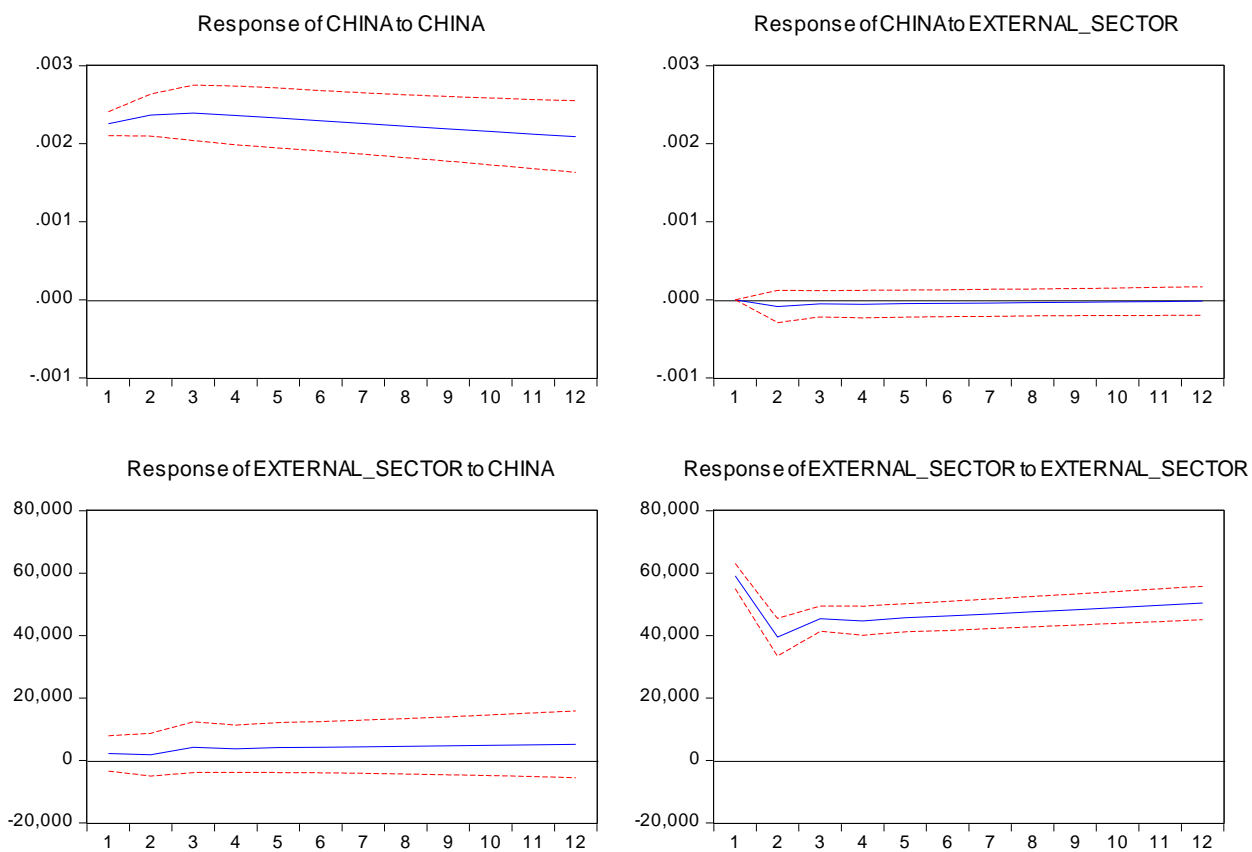 Response of CHINA to CHINA
.003
.002
.001
.000
-.001
1 2 3 4 5 6 7 8 9 10 11 12
Response of CHINA to EXTERNAL_SECTOR
.003
.002
.001
.000
-.001
1 2 3 4 5 6 7 8 9 10 11 12
Response of EXTERNAL_SECTOR to CHINA
80,000
60,000
40,000
20,000
0
-20,000
1 2 3 4 5 6 7 8 9 10 11 12
Response of EXTERNAL_SECTOR to EXTERNAL_SECTOR
80,000
60,000
40,000
20,000
0
-20,000
1 2 3 4 5 6 7 8 9 10 11 12